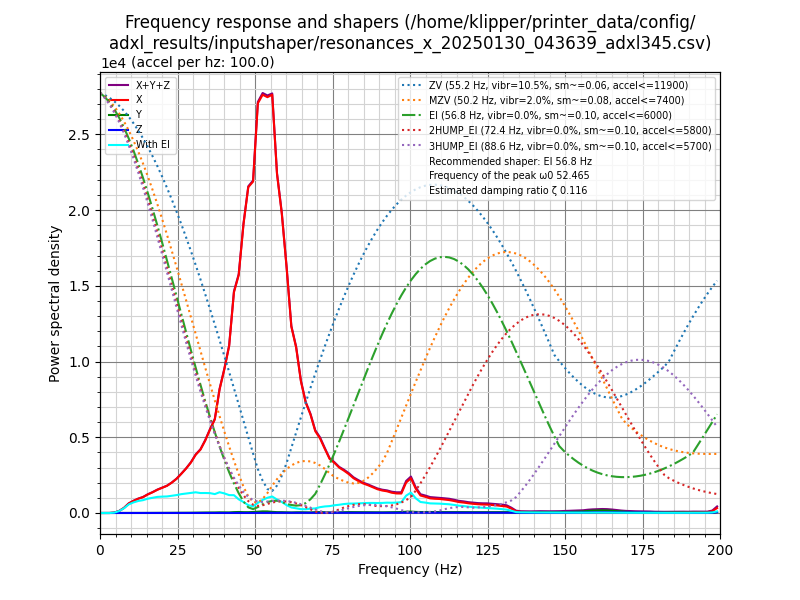 Frequency response and shapers (/home/klipper/printer_data/config/
adxl_results/inputshaper/resonances_x_20250130_043639_adxl345.csv)
1e4 (accel per hz: 100.0)
X+Y+Z
X
Y
Z
With EI
ZV (55.2 Hz, vibr=10.5%, sm~=0.06, accel<=11900)
MZV (50.2 Hz, vibr=2.0%, sm~=0.08, accel<=7400)
EI (56.8 Hz, vibr=0.0%, sm~=0.10, accel<=6000)
2HUMP_EI (72.4 Hz, vibr=0.0%, sm~=0.10, accel<=5800)
3HUMP_EI (88.6 Hz, vibr=0.0%, sm~=0.10, accel<=5700)
Recommended shaper: EI 56.8 Hz
Frequency of the peak ω0 52.465
Estimated damping ratio ζ 0.116
Power spectral density
2.5
2.0
1.5
1.0
0.5
0.0
0 25 50 75 100 125 150 175 200
Frequency (Hz)